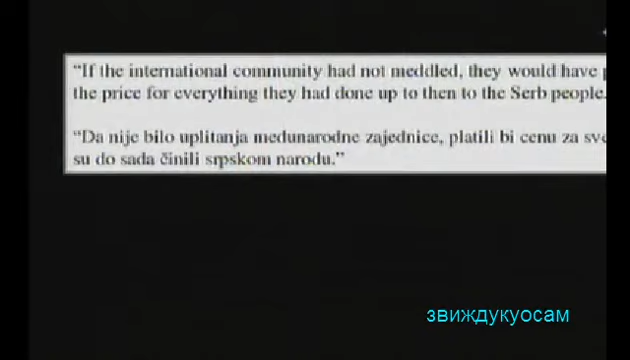 “If the international community had not meddled, they would have
the price for everything they had done up to then to the Serb people.
“Da nije bilo uplitanja međunarodne zajednice, platili bi cenu za
su do sada činili srpskom narodu.”
звиждукуосам